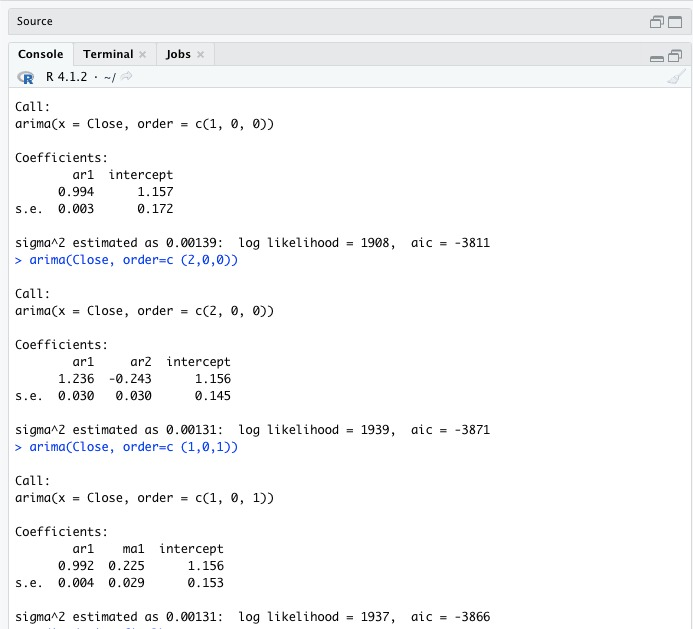 Source
Console Terminal × Jobs ×
R R 4.1.2 · ~/
Call:
arima(x = Close, order = c(1, 0, 0))
Coefficients:
ar1 intercept
0.994 1.157
s.e. 0.003 0.172
sigma^2 estimated as 0.00139: log likelihood = 1908, aic = -3811
> arima(Close, order=c (2,0,0))
Call:
arima(x = Close, order = c(2, 0, 0))
Coefficients:
ar1 ar2 intercept
1.236 -0.243 1.156
s.e. 0.030 0.030 0.145
sigma^2 estimated as 0.00131: log likelihood = 1939, aic = -3871
> arima(Close, order=c (1,0,1))
Call:
arima(x = Close, order = c(1, 0, 1))
Coefficients:
ar1 ma1 intercept
0.992 0.225 1.156
s.e. 0.004 0.029 0.153
sigma^2 estimated as 0.00131: log likelihood = 1937, aic = -3866